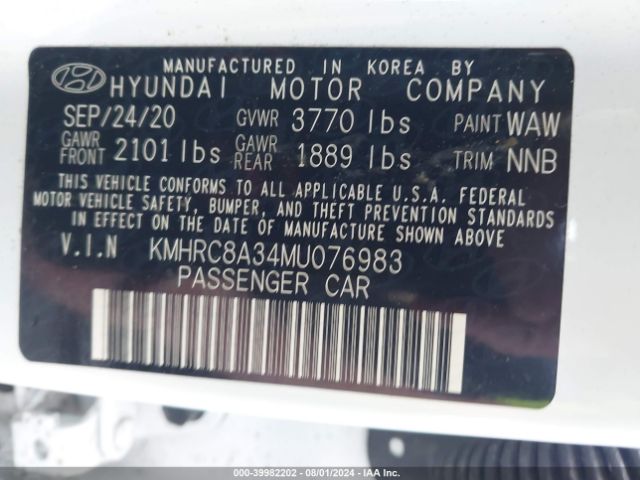 MANUFACTURED IN KOREA BY
HYUNDAI MOTOR COMPANY
SEP/24/20 GVWR 3770 lbs PAINT WAW
GAWR FRONT 2101 lbs GAWR REAR 1889 lbs TRIM NNB
THIS VEHICLE CONFORMS TO ALL APPLICABLE U.S.A. FEDERAL
MOTOR VEHICLE SAFETY, BUMPER, AND THEFT PREVENTION STANDARDS
IN EFFECT ON THE DATE OF MANUFACTURE SHOWN ABOVE.
V.I.N KMHRC8A34MU076983
PASSENGER CAR
000-39982202 - 08/01/2024 - IAA Inc.